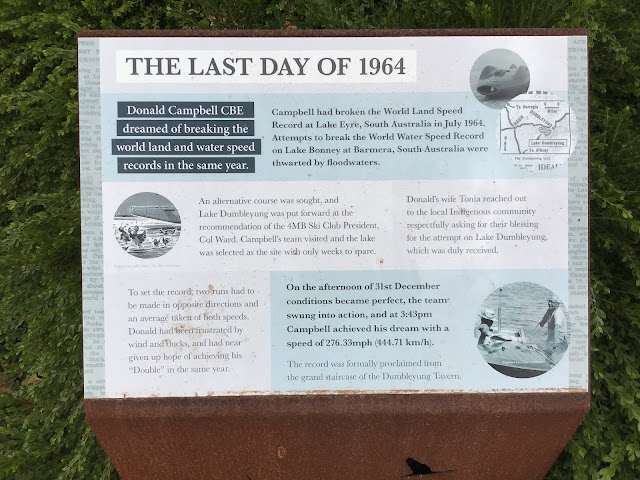 THE LAST DAY OF 1964
Donald Campbell CBE
dreamed of breaking the
world land and water speed
records in the same year.
Campbell had broken the World Land Speed
Record at Lake Eyre, South Australia in July 1964.
Attempts to break the World Water Speed Record
on Lake Bonney at Barmera, South Australia were
thwarted by floodwaters.
To Narrogin
Miles
Lake Dumbleyung
To Albany
The Dumbleyung
IDEAL
An alternative course was sought, and
Lake Dumbleyung was put forward at the
recommendation of the 4MB Ski Club President,
Col Ward. Campbell's team visited and the lake
was selected as the site with only weeks to spare.
Donald's wife Tonia reached out
to the local Indigenous community
respectfully asking for their blessing
for the attempt on Lake Dumbleyung,
which was duly received.
To set the record, two runs had to
be made in opposite directions and
an average taken of both speeds.
Donald had been frustrated by
wind and ducks, and had near
given up hope of achieving his
“Double” in the same year.
On the afternoon of 31st December
conditions became perfect, the team
swung into action, and at 3:43pm
Campbell achieved his dream with a
speed of 276.33mph (444.71 km/h).
The record was formally proclaimed from
the grand staircase of the Dumbleyung Tavern.